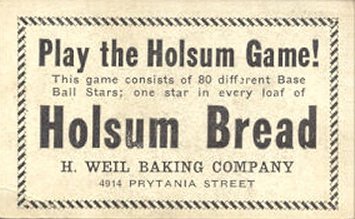 Play the Holsum Game!
This game consists of 80 different Base
Ball Stars; one star in every loaf of
Holsum Bread
H. WEIL BAKING COMPANY
4914 PRYTANIA STREET